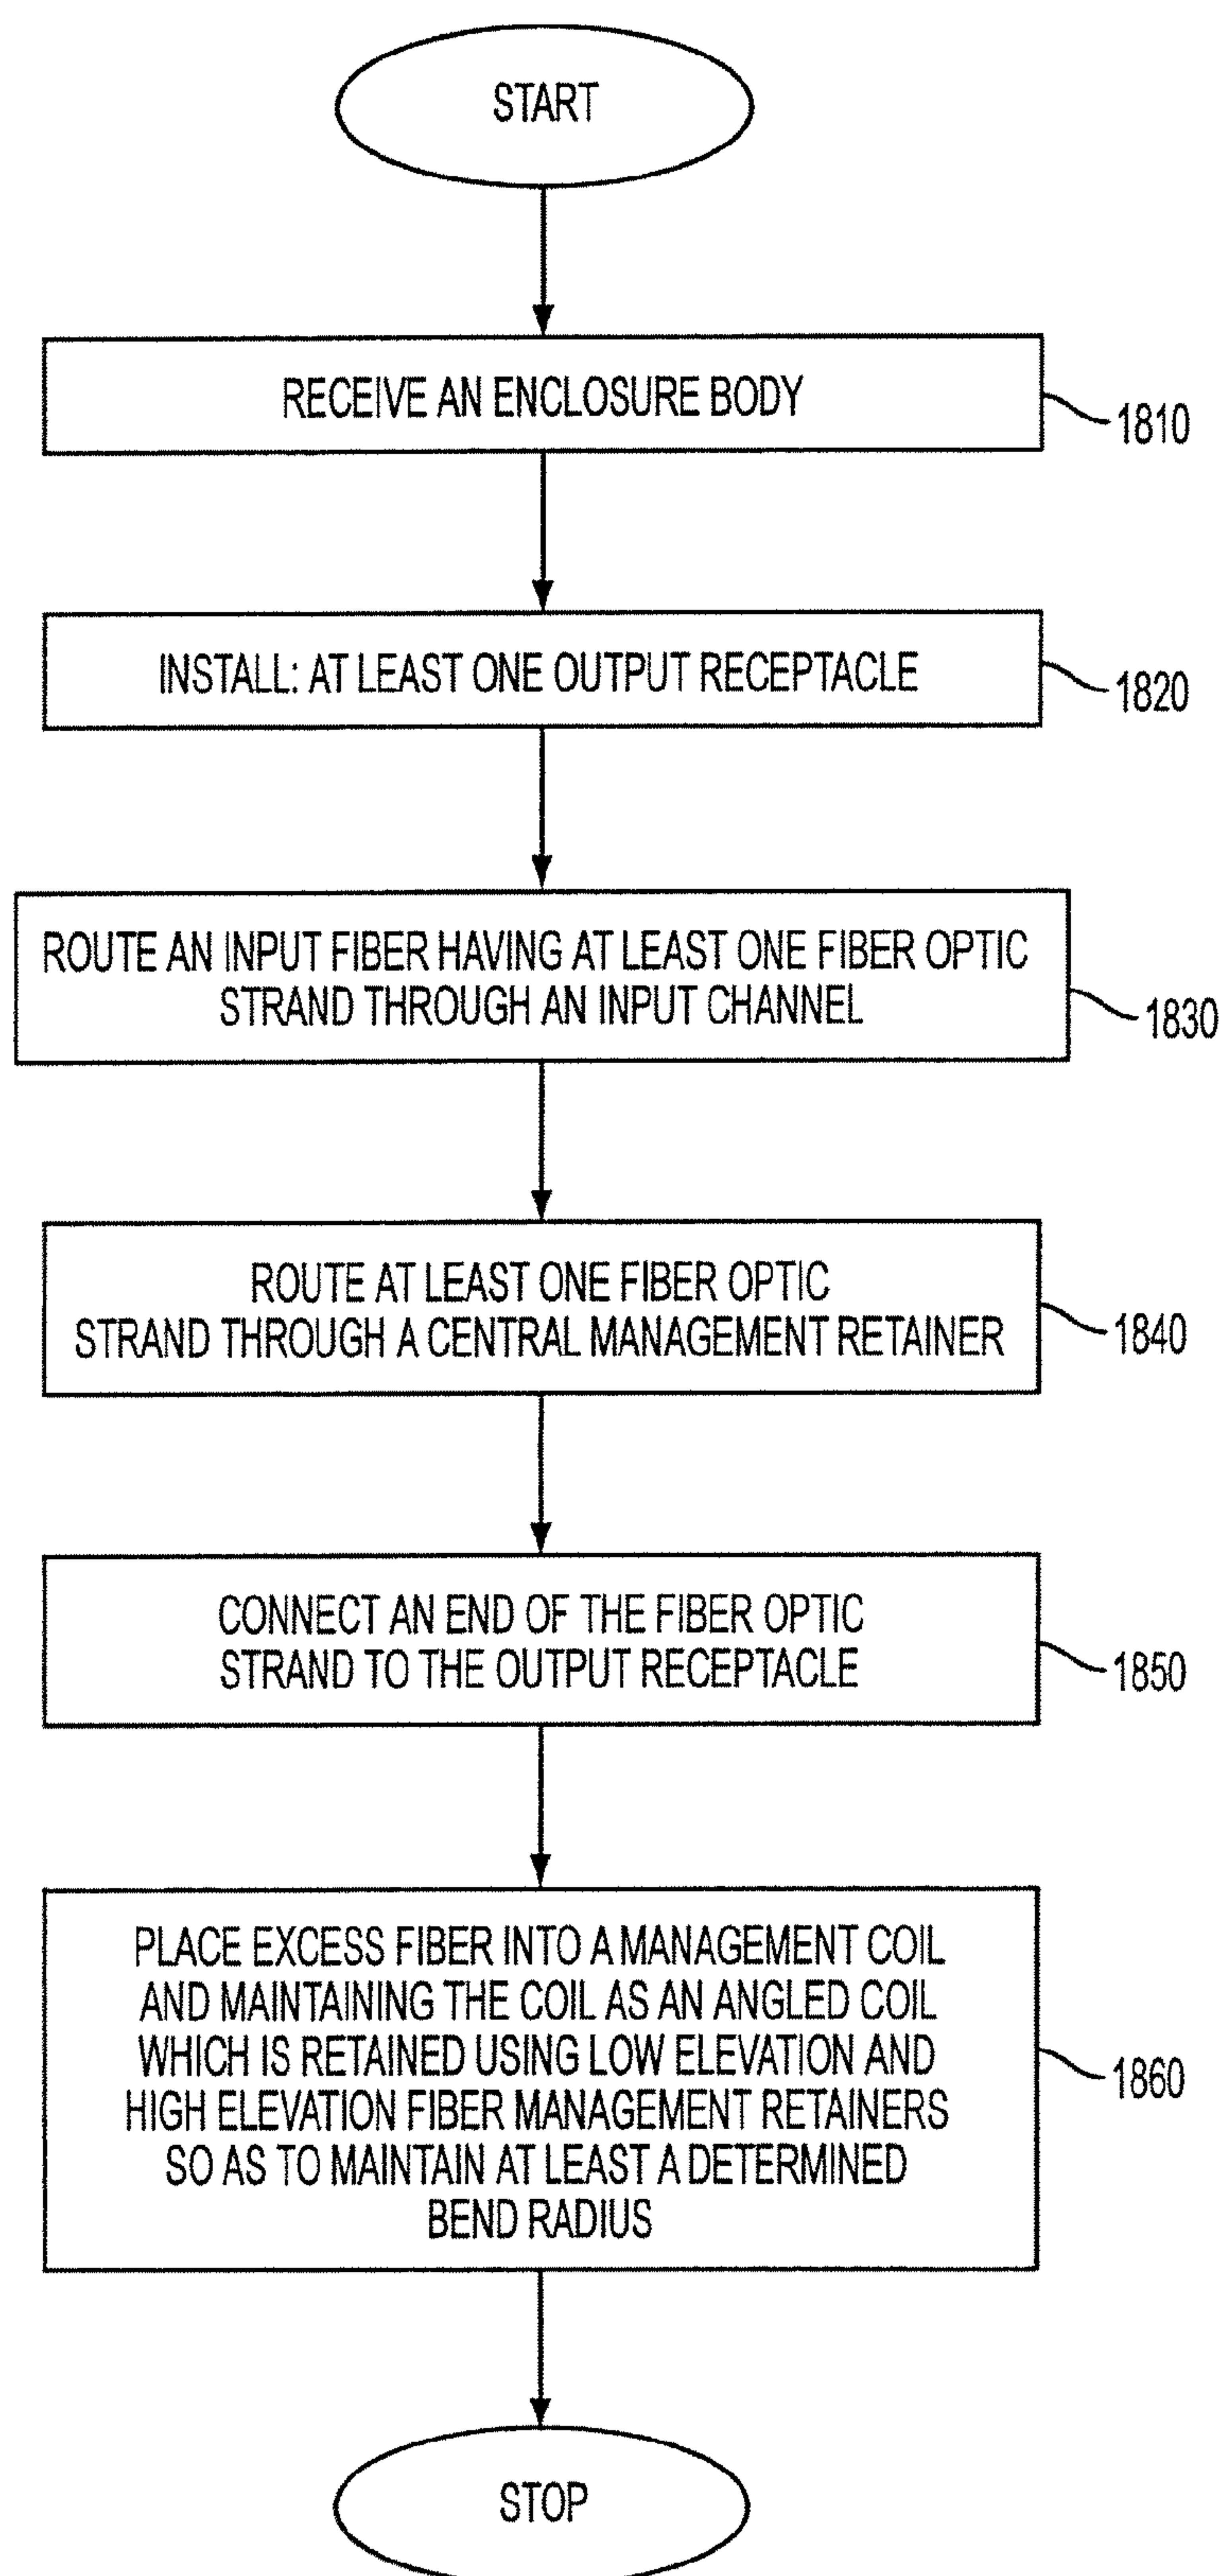 START
RECEIVE AN ENCLOSURE BODY
1810
INSTALL: AT LEAST ONE OUTPUT RECEPTACLE
1820
ROUTE AN INPUT FIBER HAVING AT LEAST ONE FIBER OPTIC
STRAND THROUGH AN INPUT CHANNEL
1830
ROUTE AT LEAST ONE FIBER OPTIC
STRAND THROUGH A CENTRAL MANAGEMENT RETAINER
1840
CONNECT AN END OF THE FIBER OPTIC
STRAND TO THE OUTPUT RECEPTACLE
1850
PLACE EXCESS FIBER INTO A MANAGEMENT COIL
AND MAINTAINING THE COIL AS AN ANGLED COIL
WHICH IS RETAINED USING LOW ELEVATION AND
HIGH ELEVATION FIBER MANAGEMENT RETAINERS
SO AS TO MAINTAIN AT LEAST A DETERMINED
BEND RADIUS
1860
STOP